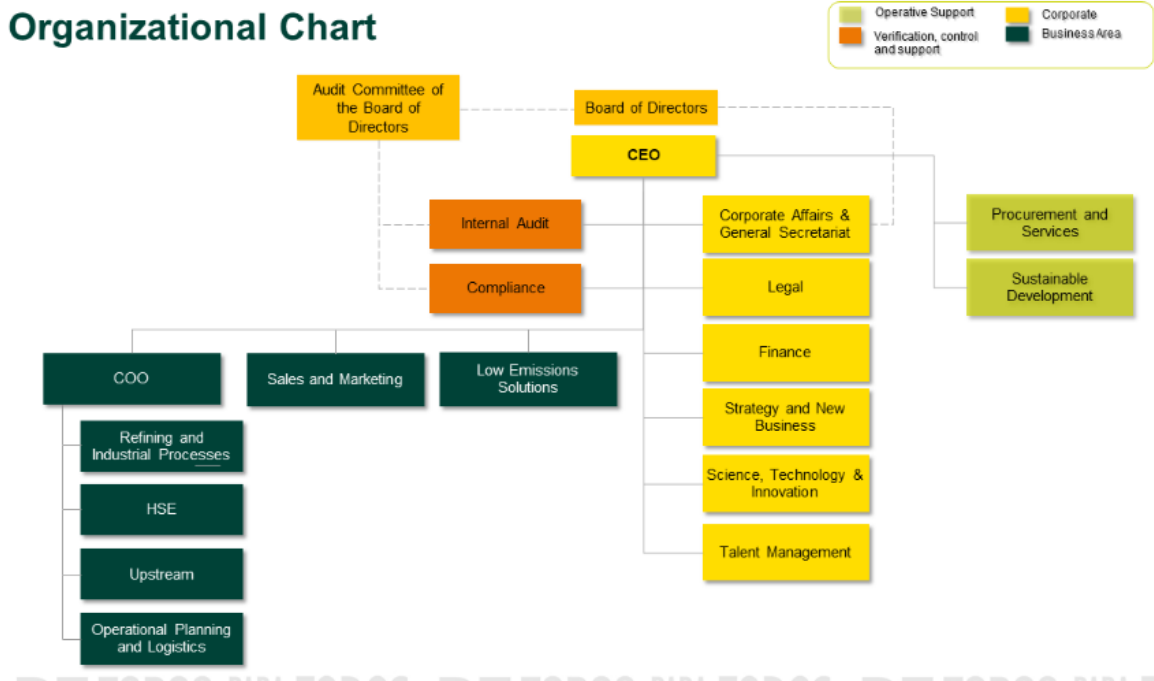 Organizational Chart
Operative Support
Corporate
Verification, control
and support
Business Area
Audit Committee of
the Board of
Directors
Board of Directors
CEO
Internal Audit
Corporate Affairs &
General Secretariat
Procurement and
Services
Compliance
Legal
Sustainable
Development
Finance
COO
Sales and Marketing
Low Emissions
Solutions
Strategy and New
Business
Refining and
Industrial Processes
Science, Technology &
Innovation
HSE
Talent Management
Upstream
Operational Planning
and Logistics